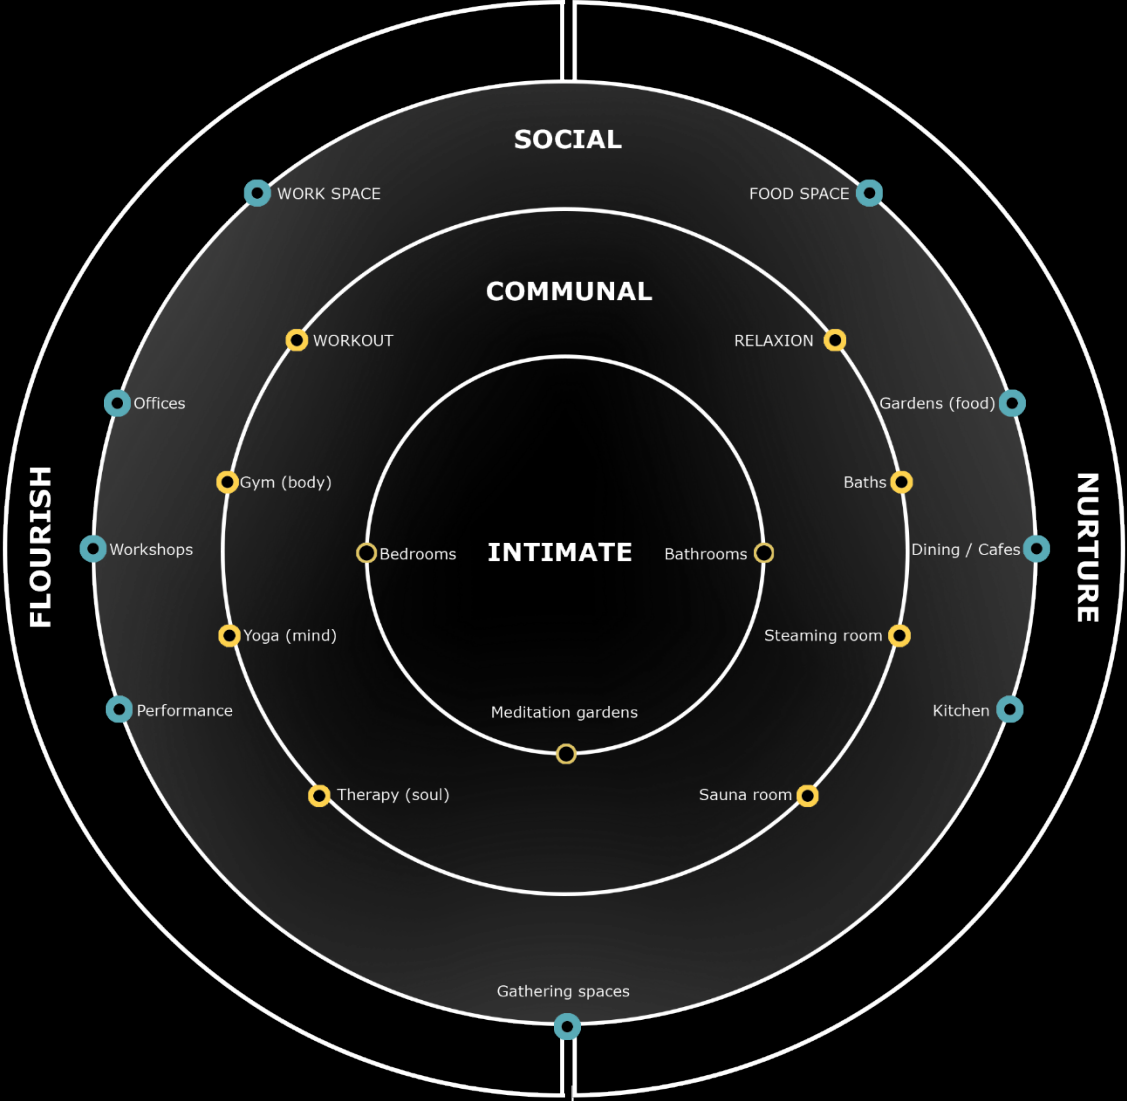 SOCIAL
WORK SPACE
FOOD SPACE
COMMUNAL
WORKOUT
RELAXION
Offices
Gardens (food)
Gym (body)
Baths
FLOURISH
Workshops
Bedrooms
INTIMATE
Bathrooms
Dining / Cafes
NURTURE
Yoga (mind)
Steaming room
Performance
Meditation gardens
Kitchen
Therapy (soul)
Sauna room
Gathering spaces